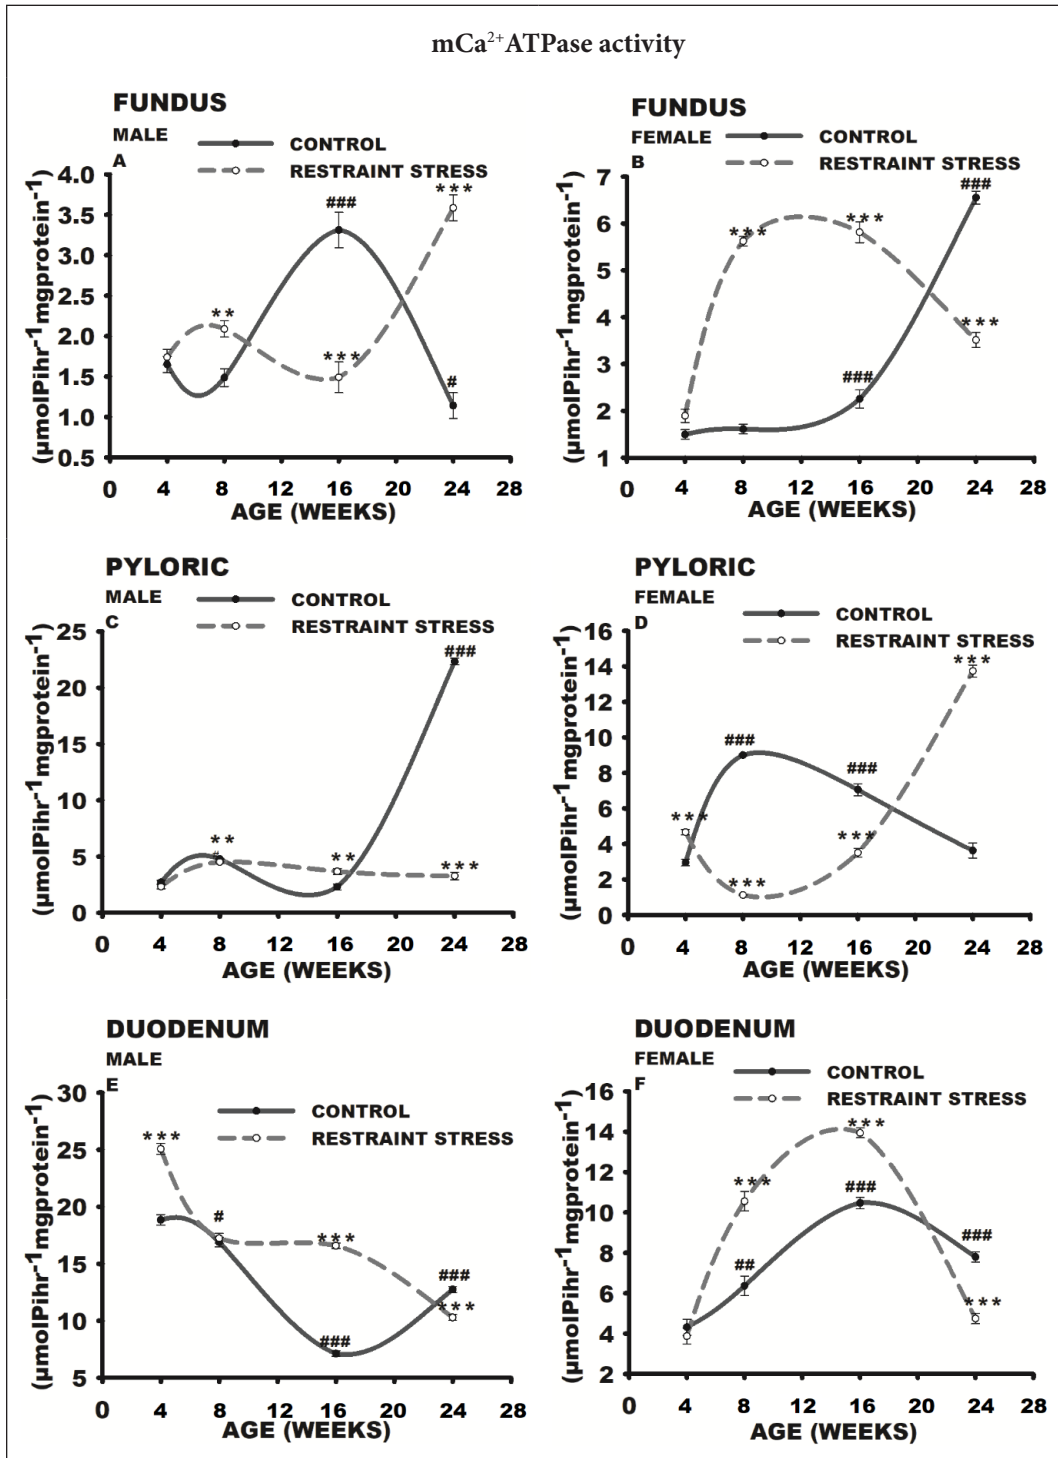 mCa²⁺ATPase activity
FUNDUS
MALE
A
CONTROL
RESTRAINT STRESS
(µmolPihr⁻¹mgprotein⁻¹)
4.0
3.5
3.0
2.5
2.0
1.5
1.0
0.5
**
###
***
***
#
0 4 8 12 16 20 24 28
AGE (WEEKS)
FUNDUS
FEMALE
B
CONTROL
RESTRAINT STRESS
(µmolPihr⁻¹mgprotein⁻¹)
7
6
5
4
3
2
1
***
***
###
###
***
0 4 8 12 16 20 24 28
AGE (WEEKS)
PYLORIC
MALE
C
CONTROL
RESTRAINT STRESS
(µmolPihr⁻¹mgprotein⁻¹)
25
20
15
10
5
0
**
#
**
###
***
0 4 8 12 16 20 24 28
AGE (WEEKS)
PYLORIC
FEMALE
D
CONTROL
RESTRAINT STRESS
(µmolPihr⁻¹mgprotein⁻¹)
16
14
12
10
8
6
4
2
0
***
###
***
###
***
***
0 4 8 12 16 20 24 28
AGE (WEEKS)
DUODENUM
MALE
E
CONTROL
RESTRAINT STRESS
(µmolPihr⁻¹mgprotein⁻¹)
30
25
20
15
10
5
***
#
***
###
###
***
0 4 8 12 16 20 24 28
AGE (WEEKS)
DUODENUM
FEMALE
F
CONTROL
RESTRAINT STRESS
(µmolPihr⁻¹mgprotein⁻¹)
16
14
12
10
8
6
4
2
***
##
***
###
###
***
0 4 8 12 16 20 24 28
AGE (WEEKS)